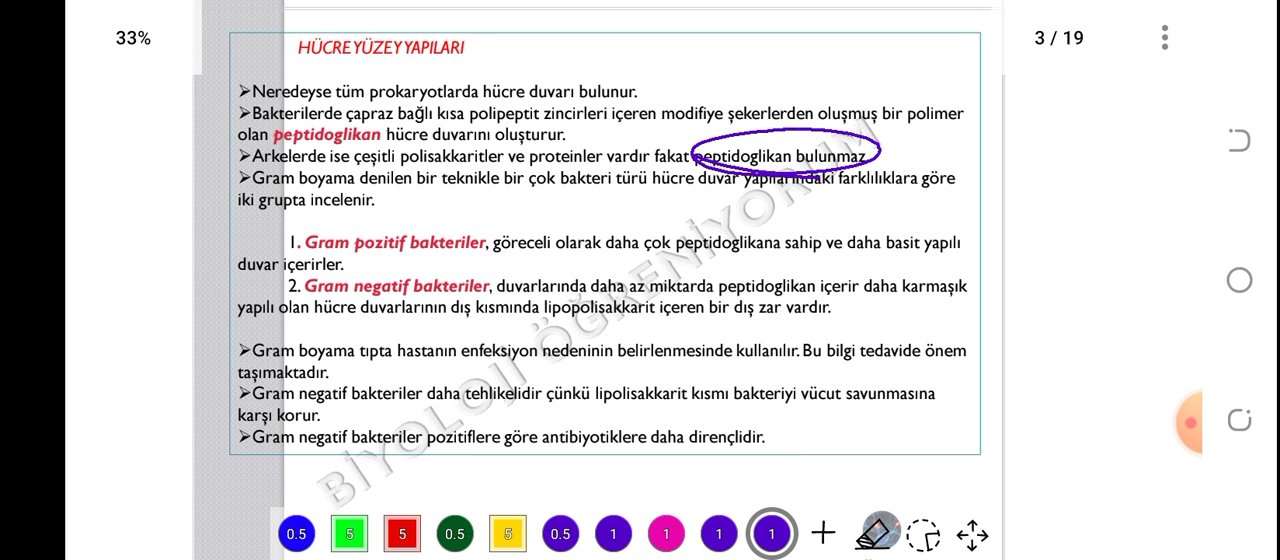 33%
3 / 19
HÜCRE YÜZEY YAPILARI
➢Neredeyse tüm prokaryotlarda hücre duvarı bulunur.
➢Bakterilerde çapraz bağlı kısa polipeptit zincirleri içeren modifiye şekerlerden oluşmuş bir polimer
olan peptidoglikan hücre duvarını oluşturur.
➢Arkelerde ise çeşitli polisakkaritler ve proteinler vardır fakat peptidoglikan bulunmaz.
➢Gram boyama denilen bir teknikle bir çok bakteri türü hücre duvar yapılarındaki farklılıklara göre
iki grupta incelenir.
1. Gram pozitif bakteriler, göreceli olarak daha çok peptidoglikana sahip ve daha basit yapılı
duvar içerirler.
2. Gram negatif bakteriler, duvarlarında daha az miktarda peptidoglikan içerir daha karmaşık
yapılı olan hücre duvarlarının dış kısmında lipopolisakkarit içeren bir dış zar vardır.
➢Gram boyama tıpta hastanın enfeksiyon nedeninin belirlenmesinde kullanılır. Bu bilgi tedavide önem
taşımaktadır.
➢Gram negatif bakteriler daha tehlikelidir çünkü lipolisakkarit kısmı bakteriyi vücut savunmasına
karşı korur.
➢Gram negatif bakteriler pozitiflere göre antibiyotiklere daha dirençlidir.
BİYOLOJİ ÖĞRENİYORUM
0.5 5 5 0.5 5 0.5 1 1 1 1